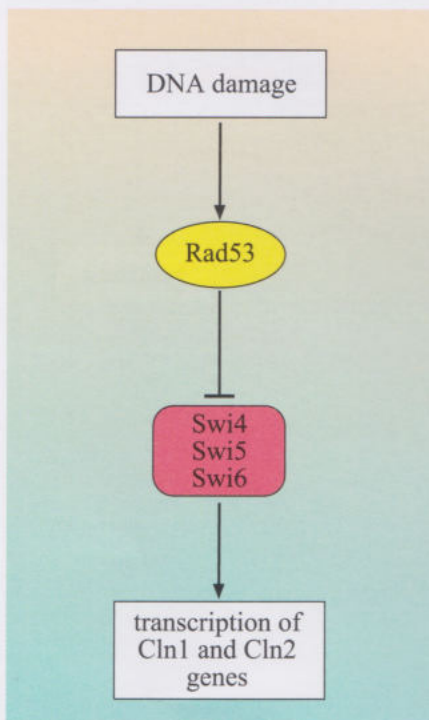 DNA damage
Rad53
Swi4
Swi5
Swi6
transcription of
Cln1 and Cln2
genes